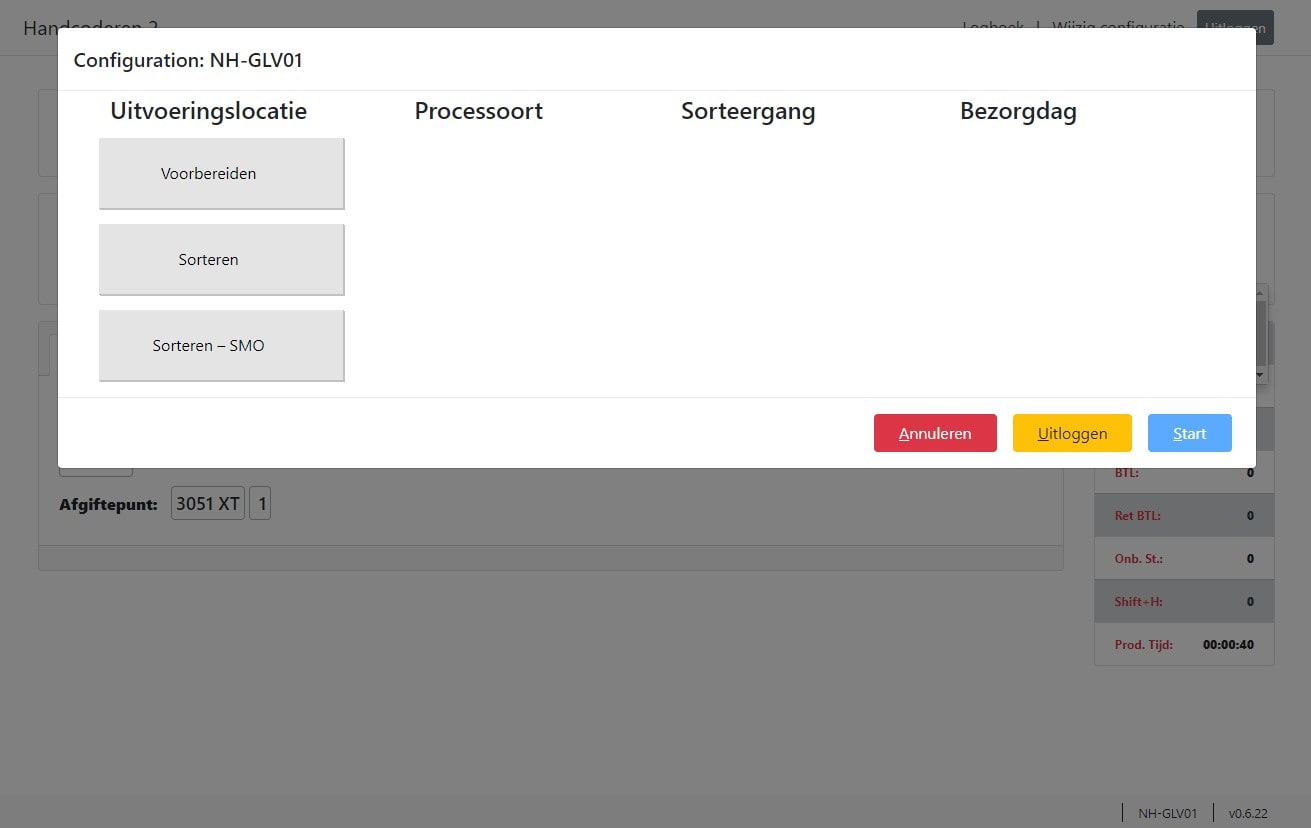 Handcoderen 2
Logboek | Wijzig configuratie Uitloggen
Configuration: NH-GLV01
Uitvoeringslocatie Processoort Sorteergang Bezorgdag
Voorbereiden
Sorteren
Sorteren – SMO
Annuleren Uitloggen Start
BTL: 0
Afgiftepunt: 3051 XT 1
Ret BTL: 0
Onb. St.: 0
Shift+H: 0
Prod. Tijd: 00:00:40
NH-GLV01 v0.6.22